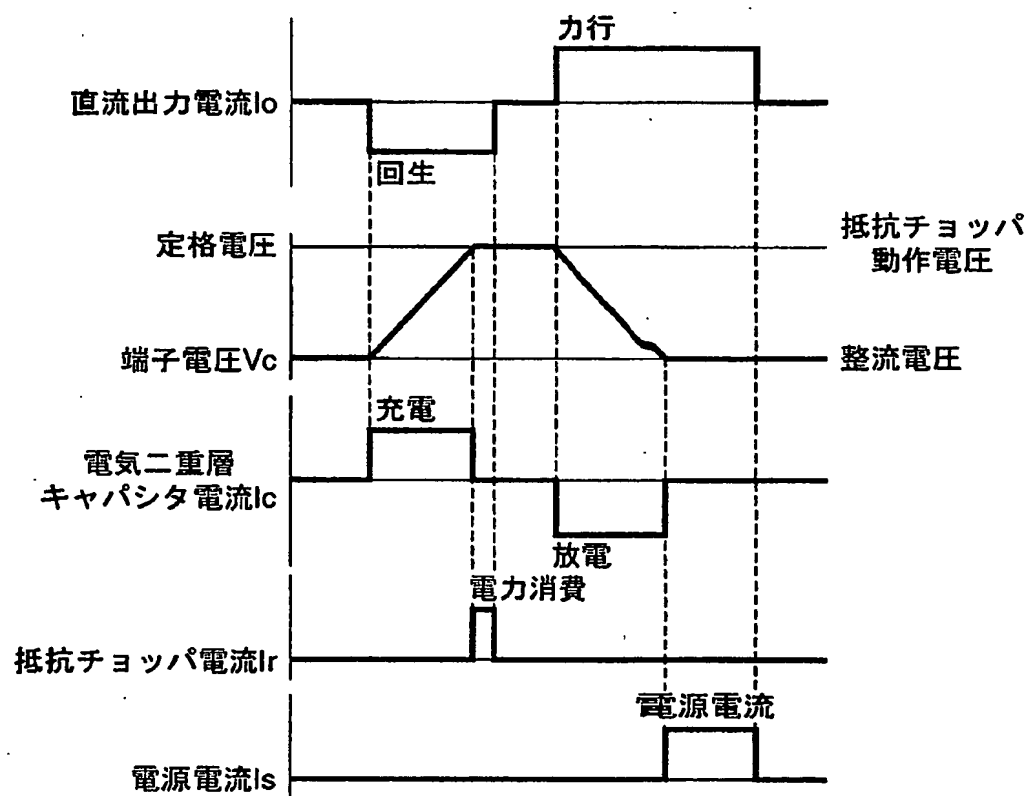 力行
直流出力電流Io
回生
定格電圧
抵抗チョッパ
動作電圧
端子電圧Vc
整流電圧
充電
電気二重層
キャパシタ電流Ic
放電
電力消費
抵抗チョッパ電流Ir
電源電流
電源電流Is